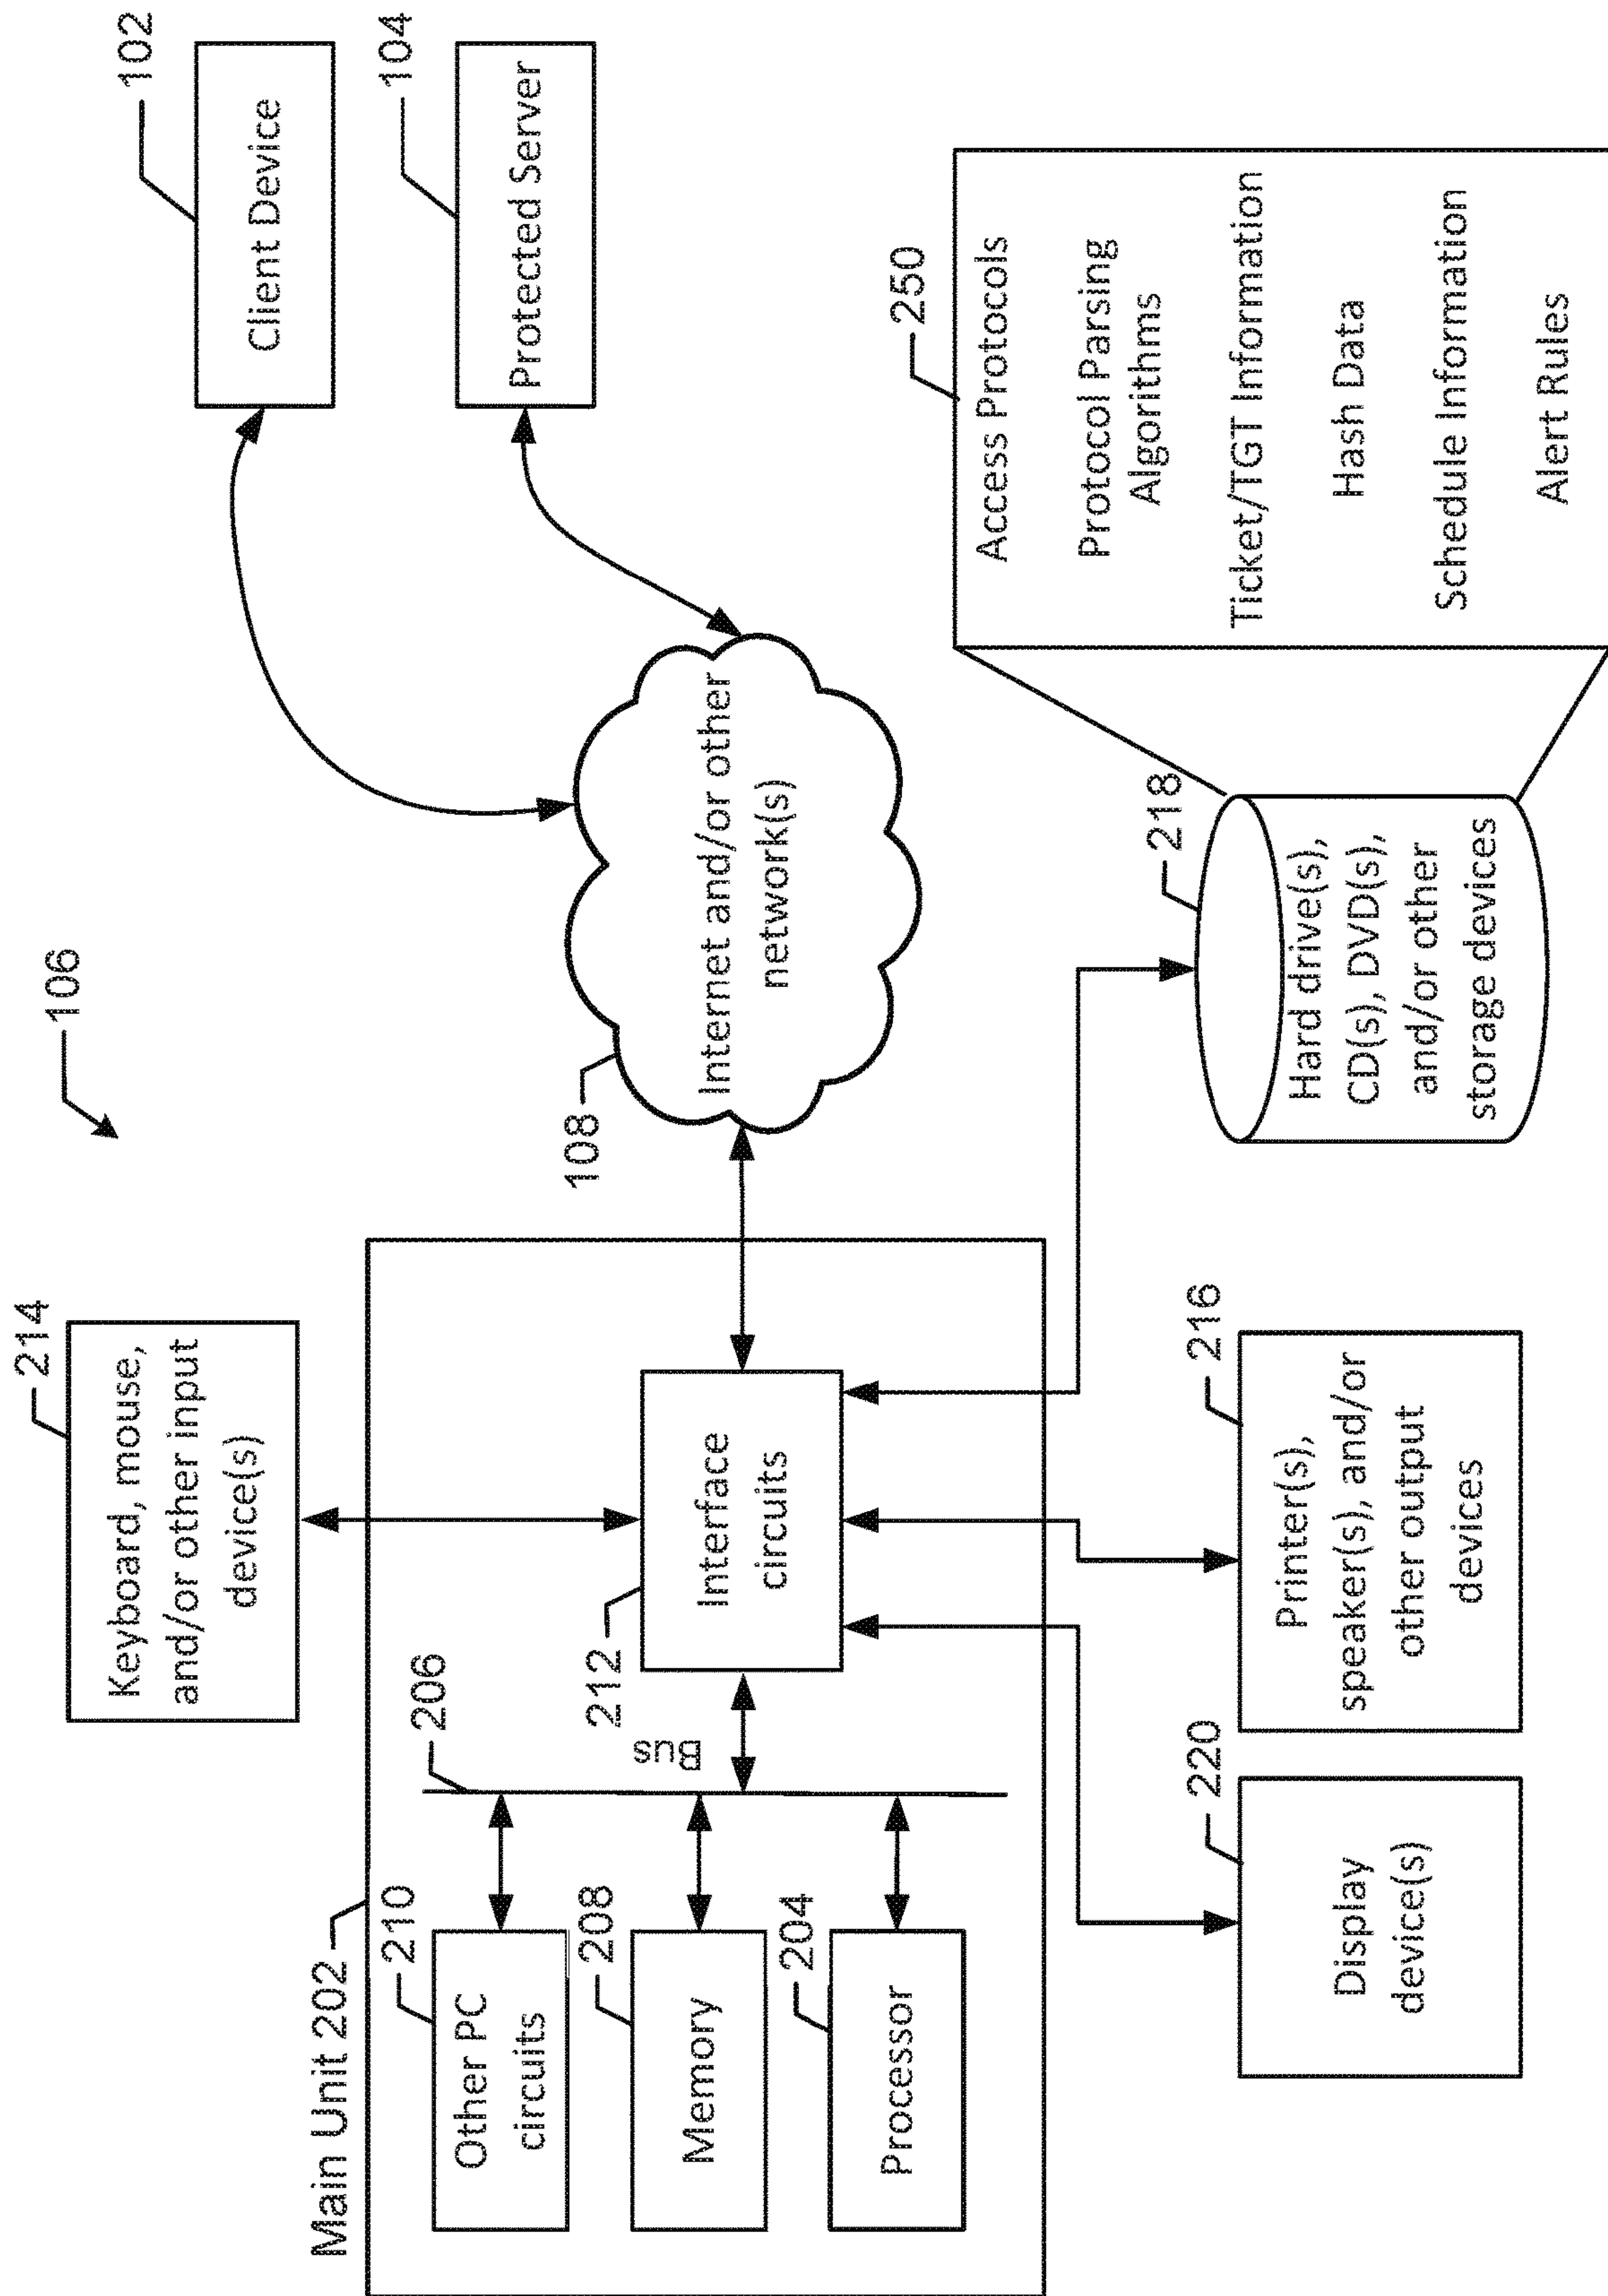 106
102
Client Device
104
Protected Server
108
Internet and/or other
network(s)
214
Keyboard, mouse,
and/or other input
device(s)
Main Unit 202
210
Other PC
circuits
208
Memory
204
Processor
206
Bus
212
Interface
circuits
220
Display
device(s)
216
Printer(s),
speaker(s), and/or
other output
devices
218
Hard drive(s),
CD(s), DVD(s),
and/or other
storage devices
250
Access Protocols
Protocol Parsing
Algorithms
Ticket/TGT Information
Hash Data
Schedule Information
Alert Rules